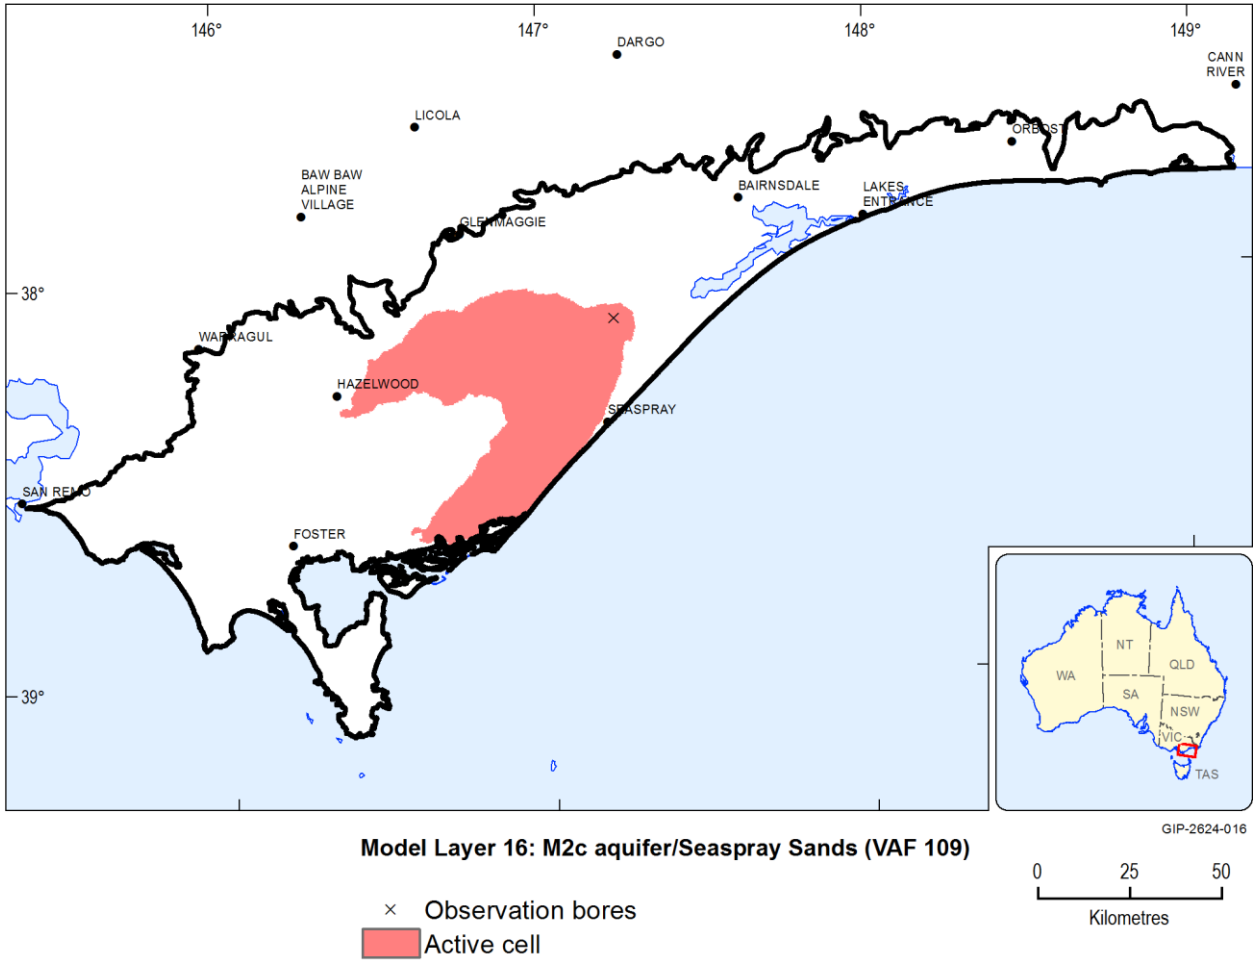 146°
147°
148°
149°
DARGO
CANN
RIVER
LICOLA
ORBOST
BAW BAW
ALPINE
VILLAGE
BAIRNSDALE
LAKES
ENTRANCE
GLENMAGGIE
38°
WARRAGUL
HAZELWOOD
SEASPRAY
SAN REMO
FOSTER
39°
NT
QLD
WA
SA
NSW
VIC
TAS
GIP-2624-016
Model Layer 16: M2c aquifer/Seaspray Sands (VAF 109)
0 25 50
Kilometres
× Observation bores
Active cell